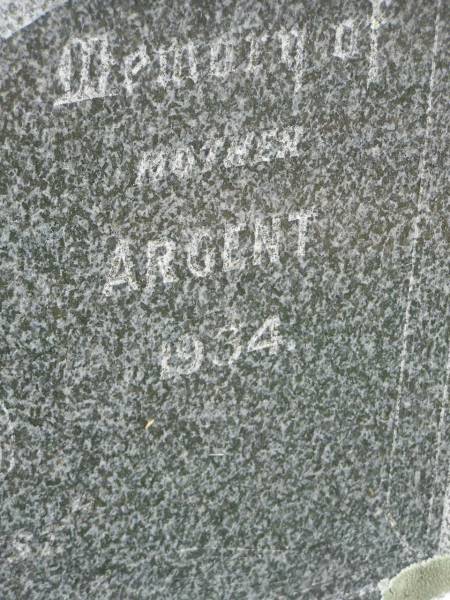 Memory of
MOTHER
ARGENT
1934